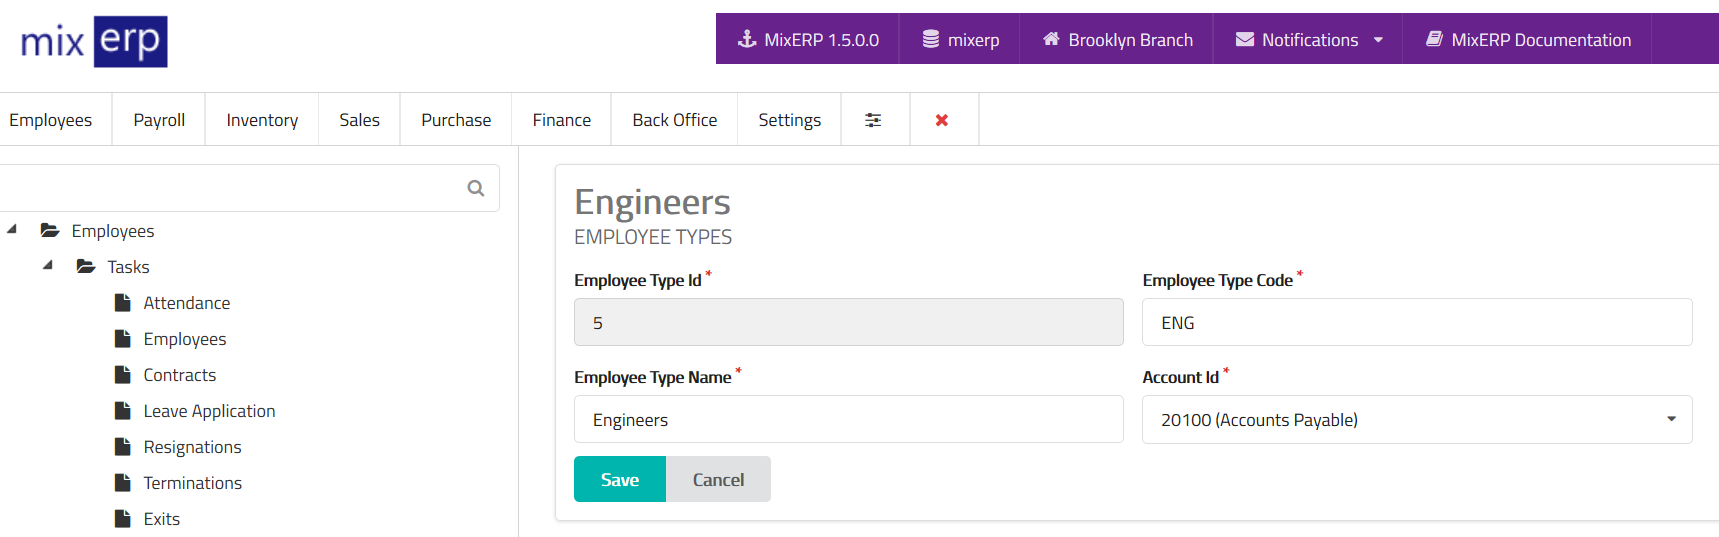 mix erp
MixERP 1.5.0.0 mixerp Brooklyn Branch Notifications MixERP Documentation
Employees Payroll Inventory Sales Purchase Finance Back Office Settings
Employees
Tasks
Attendance
Employees
Contracts
Leave Application
Resignations
Terminations
Exits
Engineers
EMPLOYEE TYPES
Employee Type Id * Employee Type Code *
5 ENG
Employee Type Name * Account Id *
Engineers 20100 (Accounts Payable)
Save Cancel